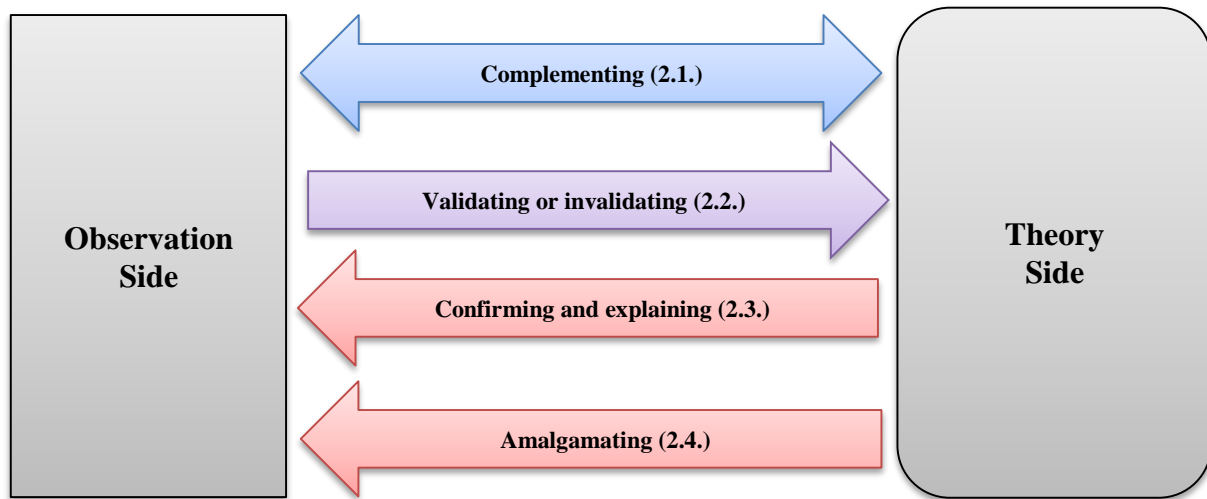 Observation
Side
Complementing (2.1.)
Validating or invalidating (2.2.)
Confirming and explaining (2.3.)
Amalgamating (2.4.)
Theory
Side